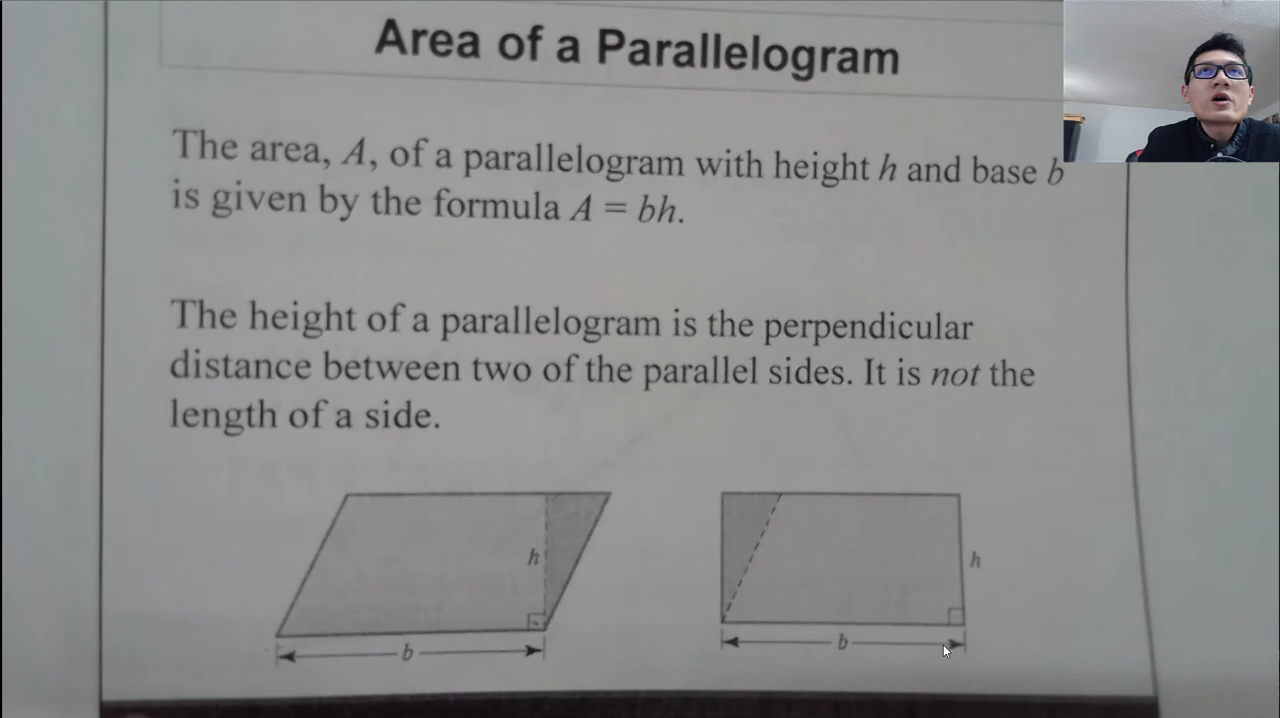 Area of a Parallelogram
The area, A, of a parallelogram with height h and base b
is given by the formula A = bh.
The height of a parallelogram is the perpendicular
distance between two of the parallel sides. It is not the
length of a side.
h
h
b
b